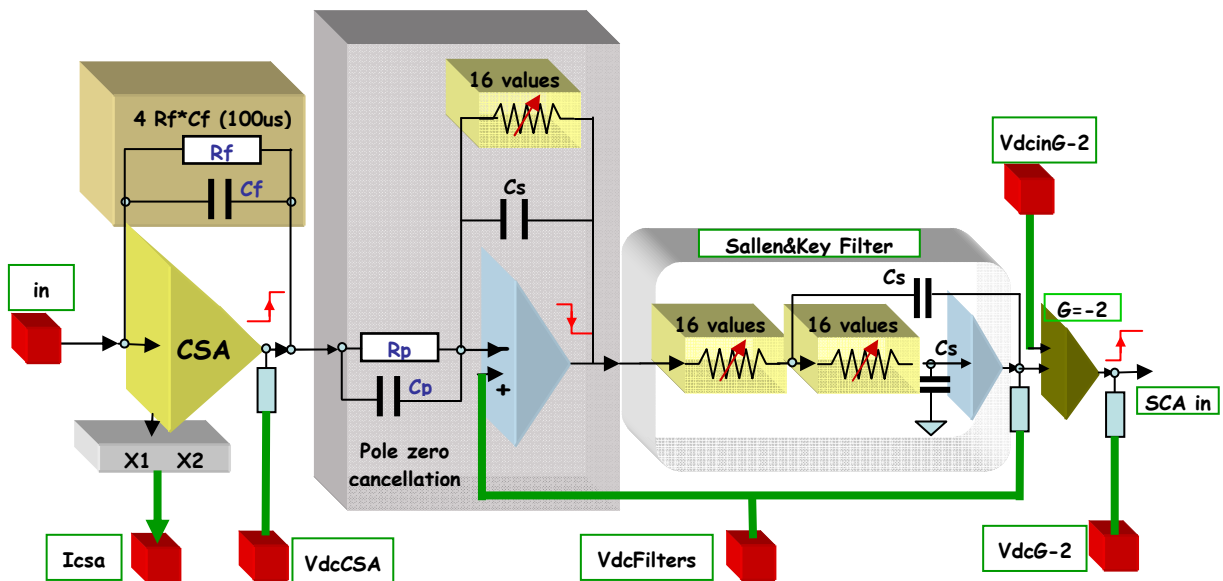 16 values
4 Rf*Cf (100us)
Rf
Cf
VdcinG-2
Cs
Sallen&Key Filter
in
Cs
G=-2
16 values
16 values
CSA
Rp
-
Cs
+
Cp
SCA in
X1 X2
Pole zero
cancellation
Icsa
VdcCSA
VdcFilters
VdcG-2